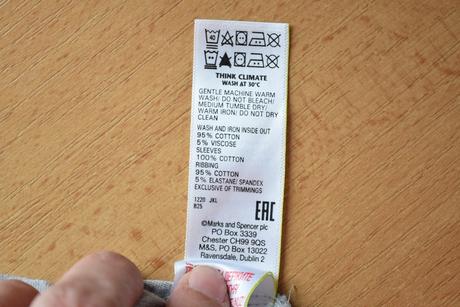 40
THINK CLIMATE
WASH AT 30°C
GENTLE MACHINE WARM
WASH/ DO NOT BLEACH/
MEDIUM TUMBLE DRY/
WARM IRON/ DO NOT DRY
CLEAN
WASH AND IRON INSIDE OUT
95% COTTON
5% VISCOSE
SLEEVES
100% COTTON
RIBBING
95% COTTON
5% ELASTANE/ SPANDEX
EXCLUSIVE OF TRIMMINGS
1220 JKL
825
EAC
©Marks and Spencer plc
PO Box 3339
Chester CH99 9QS
M&S, PO Box 13022
Ravensdale, Dublin 2